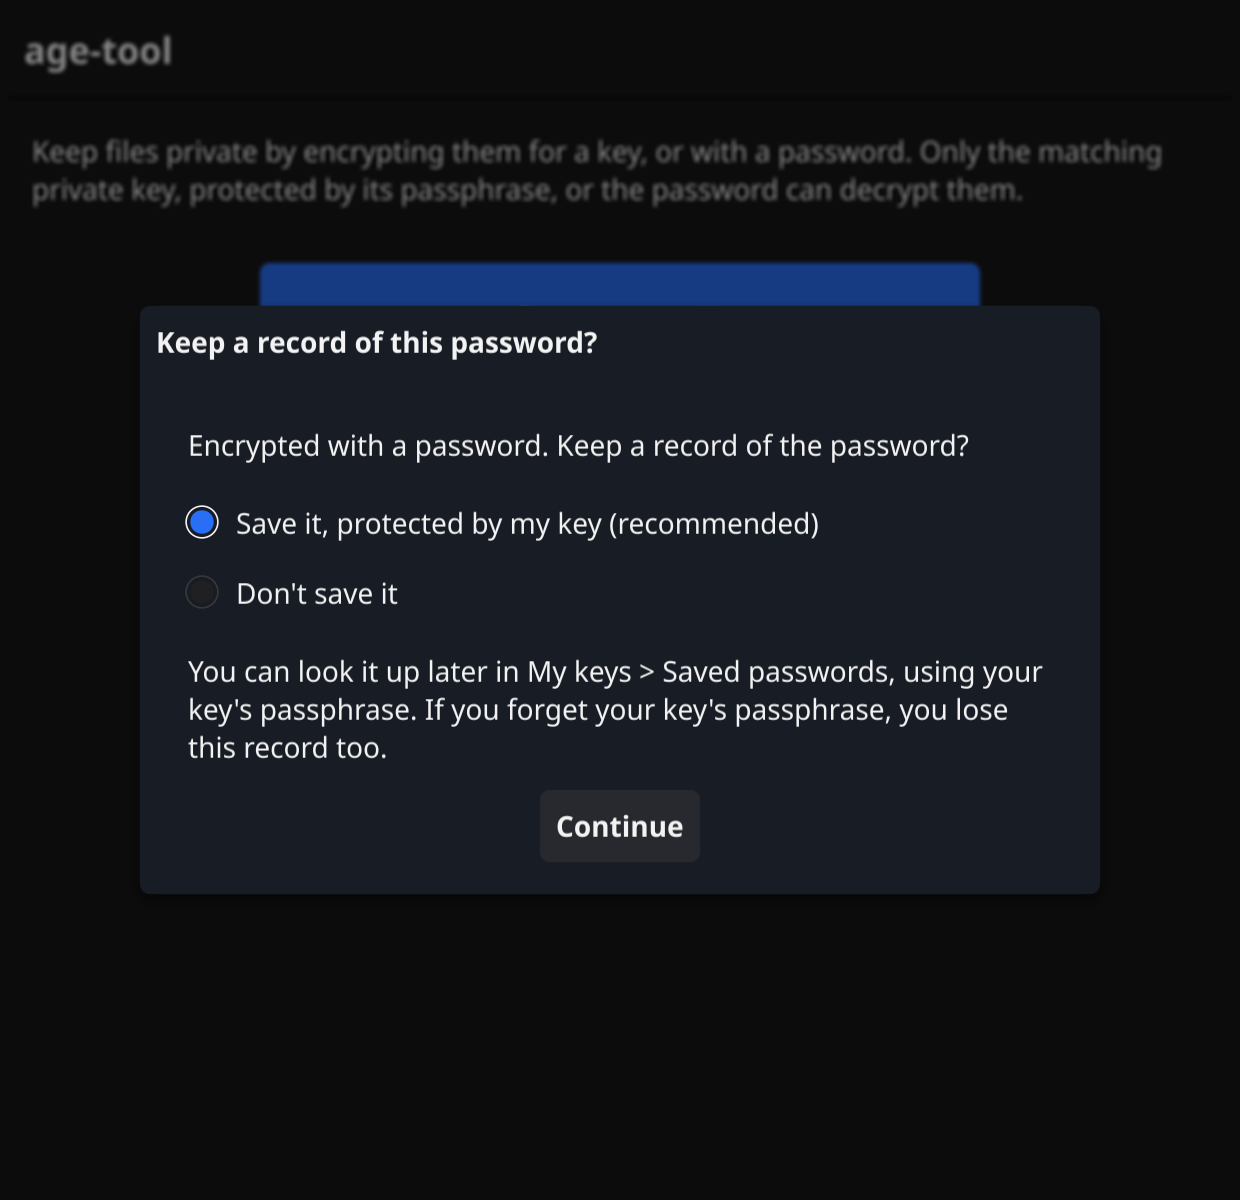 age-tool
Keep files private by encrypting them for a key, or with a password. Only the matching
private key, protected by its passphrase, or the password can decrypt them.
Keep a record of this password?
Encrypted with a password. Keep a record of the password?
Save it, protected by my key (recommended)
Don't save it
You can look it up later in My keys > Saved passwords, using your
key's passphrase. If you forget your key's passphrase, you lose
this record too.
Continue